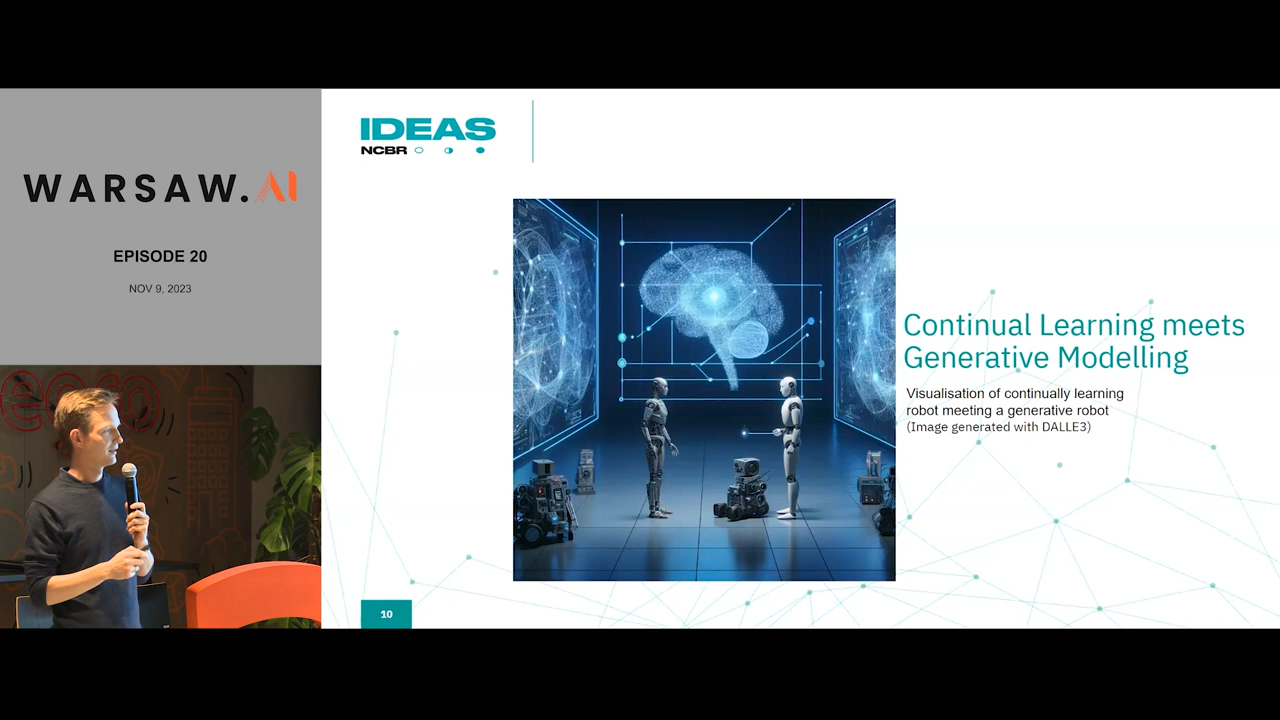 WARSAW.AI
EPISODE 20
NOV 9, 2023
IDEAS
NCBR
Continual Learning meets
Generative Modelling
Visualisation of continually learning
robot meeting a generative robot
(Image generated with DALLE3)
10